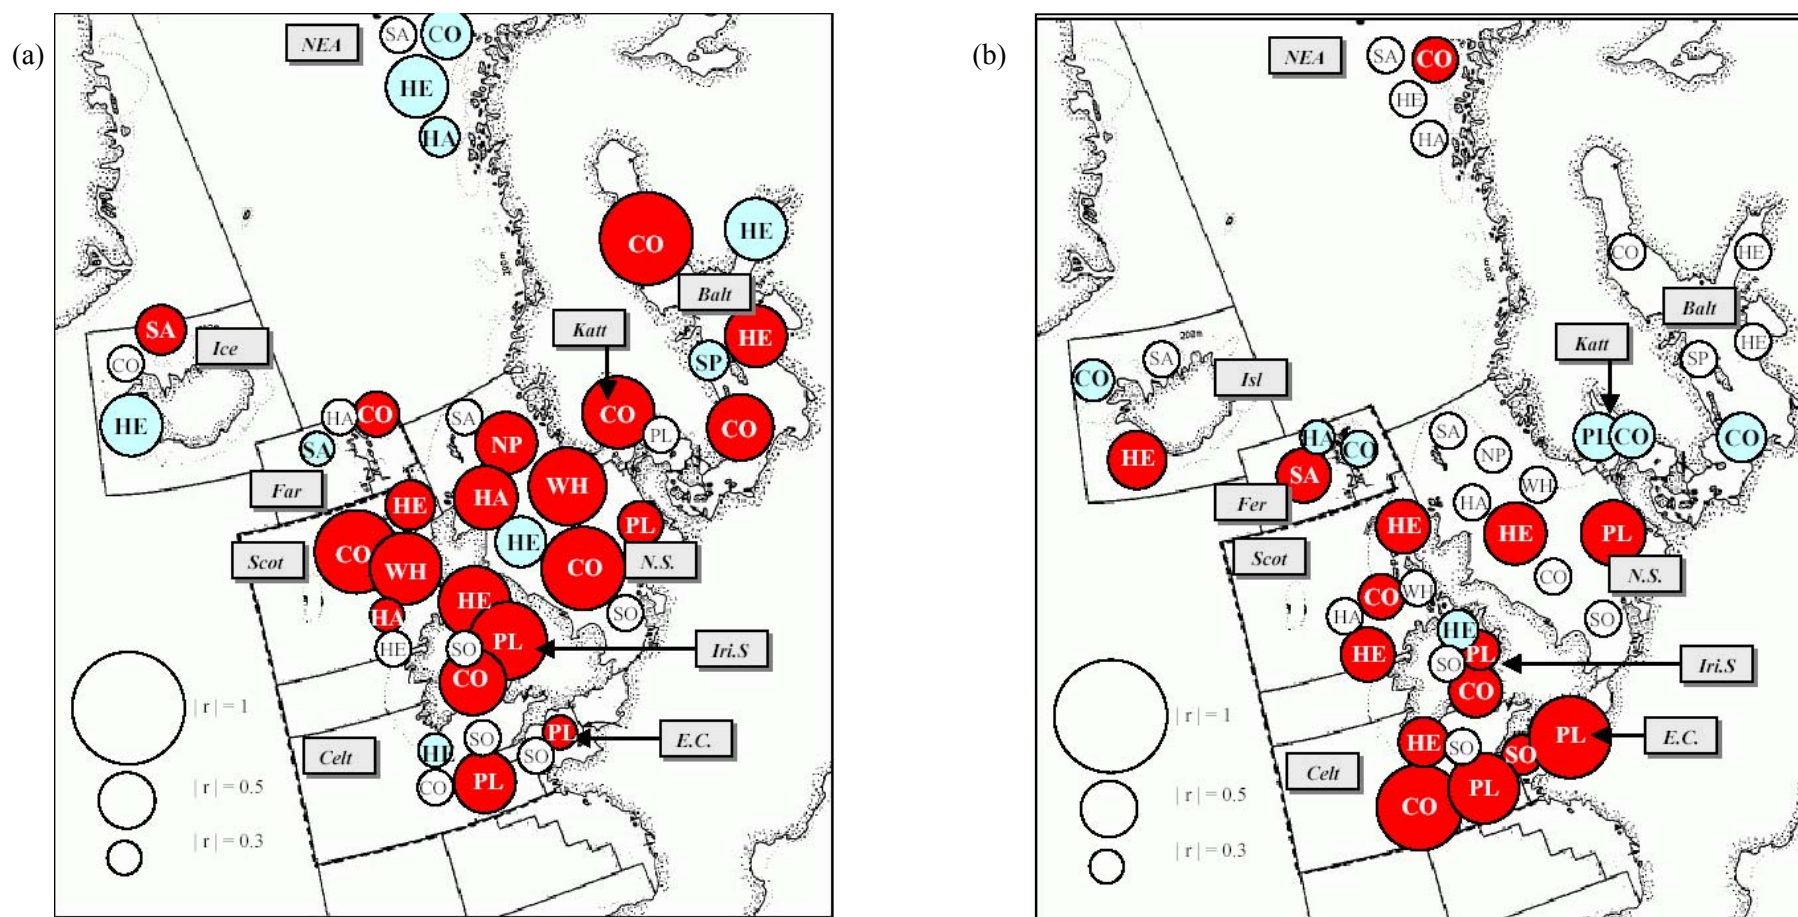 (a)
NEA
SA
CO
HE
HA
CO
HE
Balt
HE
SP
CO
Katt
CO
PL
SA
Ice
CO
HE
HA
CO
SA
Far
SA
NP
HA
WH
HE
PL
CO
N.S.
SO
HE
CO
WH
Scot
HA
HE
HE
PL
SO
CO
Iri.S
| r | = 1
| r | = 0.5
| r | = 0.3
Celt
SO
PL
SO
E.C.
CO
PL
(b)
NEA
SA
CO
HE
HA
CO
HE
Balt
HE
SP
CO
Katt
PL
CO
SA
Isl
CO
HE
HA
CO
SA
Fer
200m
SA
NP
WH
HA
HE
PL
CO
N.S.
SO
HE
Scot
CO
WH
HA
HE
HE
PL
SO
CO
Iri.S
| r | = 1
| r | = 0.5
| r | = 0.3
Celt
HE
SO
SO
PL
E.C.
CO
PL